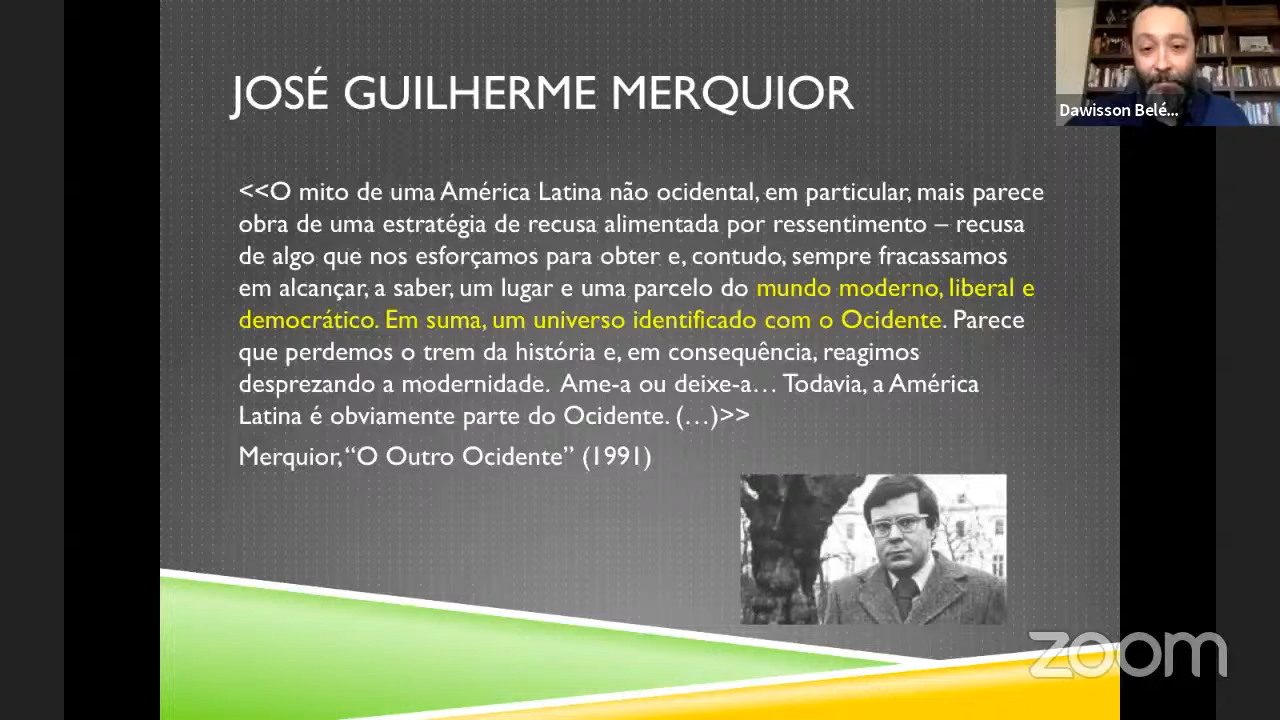 JOSÉ GUILHERME MERQUIOR
<<O mito de uma América Latina não ocidental, em particular, mais parece
obra de uma estratégia de recusa alimentada por ressentimento – recusa
de algo que nos esforçamos para obter e, contudo, sempre fracassamos
em alcançar, a saber, um lugar e uma parcelo do mundo moderno, liberal e
democrático. Em suma, um universo identificado com o Ocidente. Parece
que perdemos o trem da história e, em consequência, reagimos
desprezando a modernidade. Ame-a ou deixe-a… Todavia, a América
Latina é obviamente parte do Ocidente. (…)>>
Merquior, “O Outro Ocidente” (1991)
Dawisson Belé...
zoom